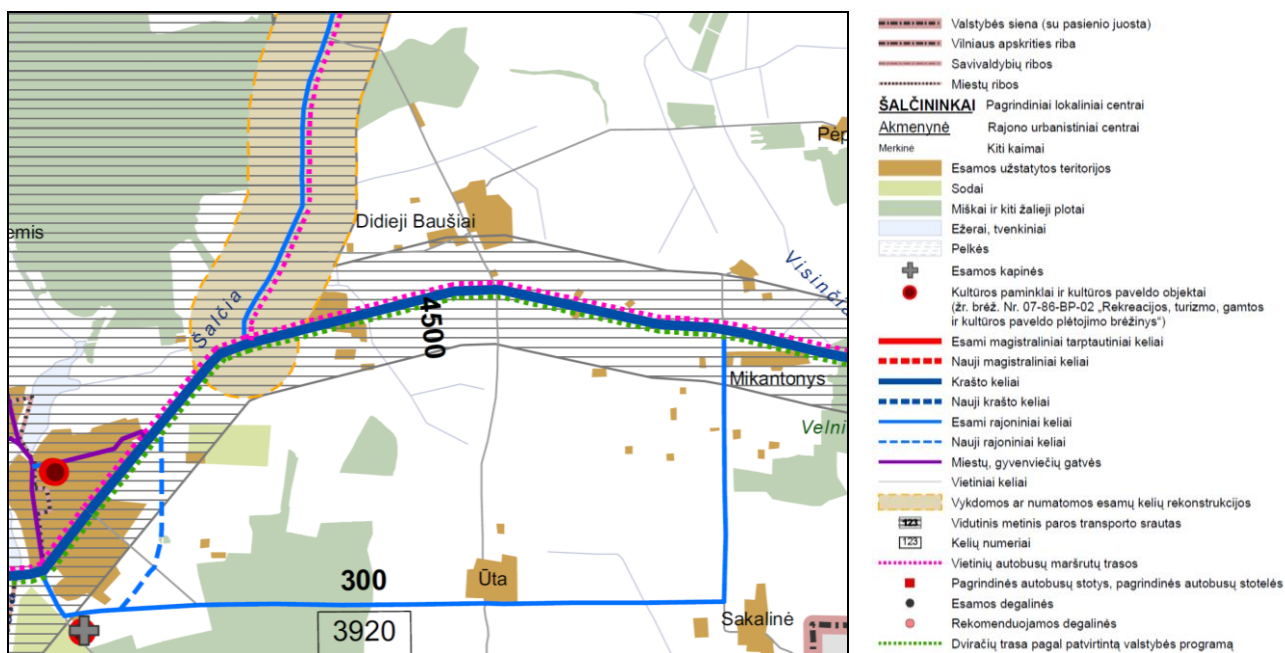 emis
Šalčia
Didieji Baušiai
Pėp
Visinčia
4500
Mikantonys
Velni
Ūta
300
3920
Sakalinė
Valstybės siena (su pasienio juosta)
Vilniaus apskrities riba
Savivaldybių ribos
Miestų ribos
ŠALČININKAI Pagrindiniai lokaliniai centrai
Akmenynė Rajono urbanistiniai centrai
Merkinė Kiti kaimai
Esamos užstatytos teritorijos
Sodai
Miškai ir kiti žalieji plotai
Ežerai, tvenkiniai
Pelkės
Esamos kapinės
Kultūros paminklai ir kultūros paveldo objektai
(žr. brėž. Nr. 07-86-BP-02 „Rekreacijos, turizmo, gamtos
ir kultūros paveldo plėtojimo brėžinys“)
Esami magistraliniai tarptautiniai keliai
Nauji magistraliniai keliai
Krašto keliai
Nauji krašto keliai
Esami rajoniniai keliai
Nauji rajoniniai keliai
Miestų, gyvenviečių gatvės
Vietiniai keliai
Vykdomos ar numatomos esamų kelių rekonstrukcijos
123 Vidutinis metinis paros transporto srautas
123 Kelių numeriai
Vietinių autobusų maršrutų trasos
Pagrindinės autobusų stotys, pagrindinės autobusų stotelės
Esamos degalinės
Rekomenduojamos degalinės
Dviračių trasa pagal patvirtintą valstybės programą